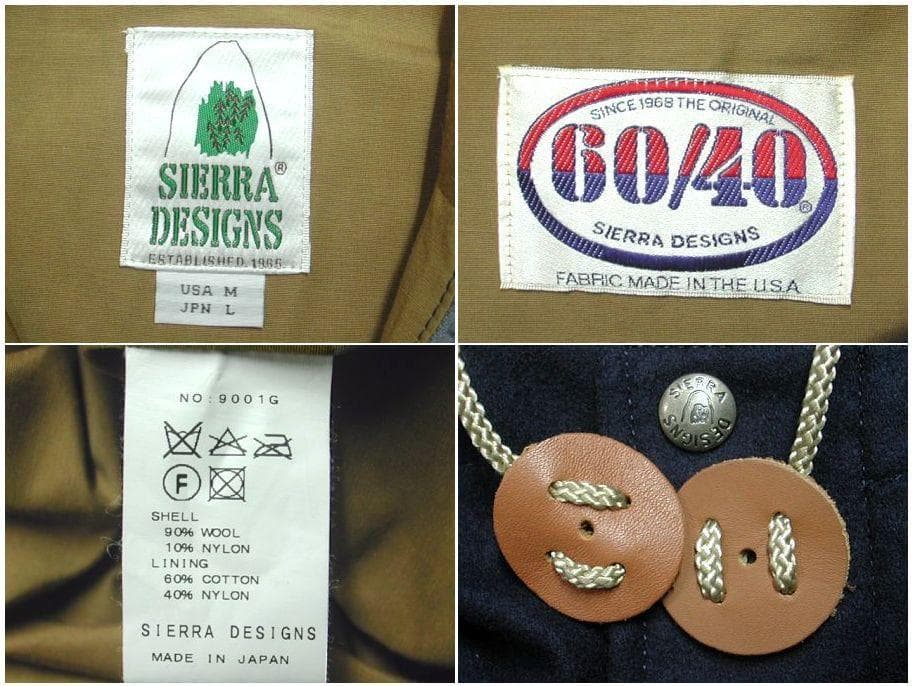 SIERRA®
DESIGNS
ESTABLISHED.1965.
USA M
JPN L
SINCE 1968 THE ORIGINAL
60/40®
SIERRA DESIGNS
FABRIC MADE IN THE U.S.A.
NO:9001G
F
SHELL
90% WOOL
10% NYLON
LINING
60% COTTON
40% NYLON
SIERRA DESIGNS
MADE IN JAPAN
SIERRA
DESIGNS